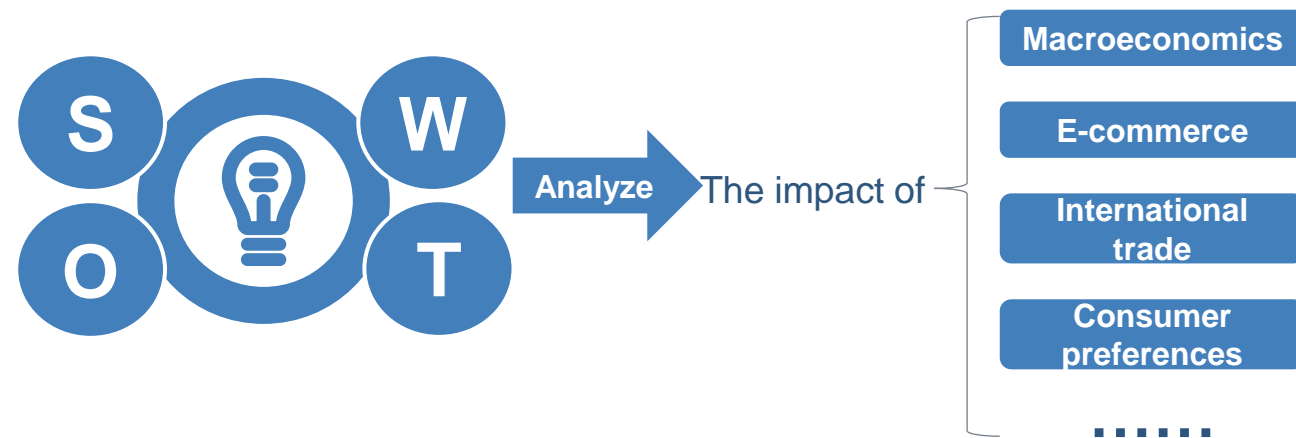 S
W
O
T
Analyze
The impact of
Macroeconomics
E-commerce
International
trade
Consumer
preferences
......